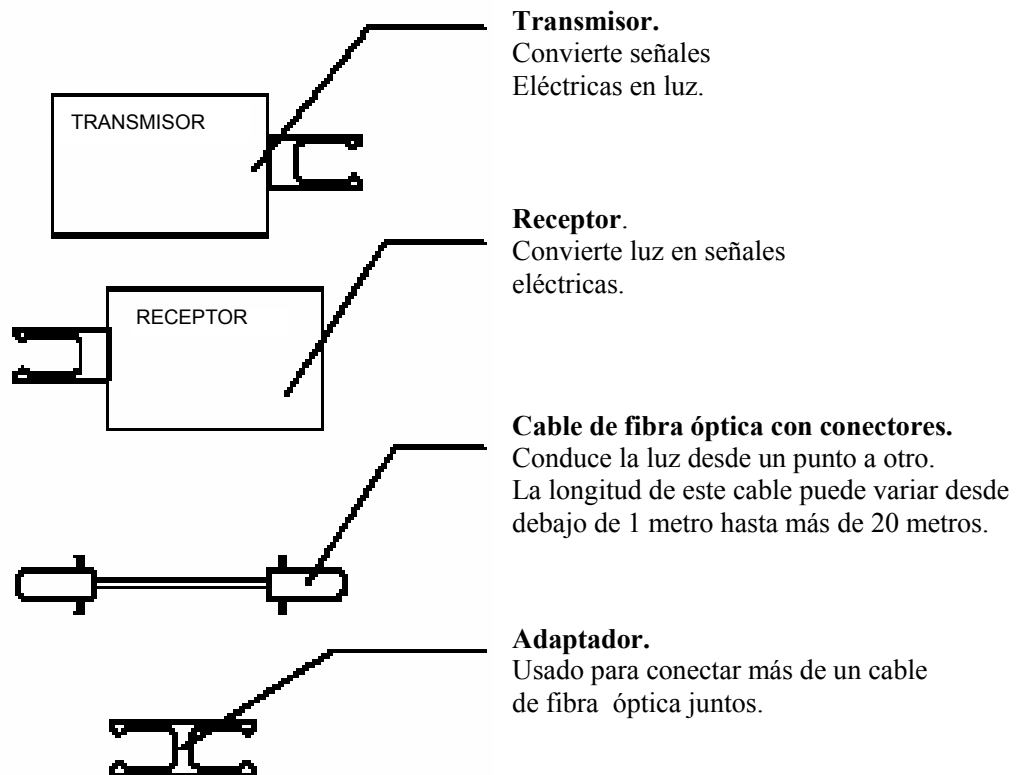 Transmisor.
Convierte señales
Eléctricas en luz.
TRANSMISOR
Receptor.
Convierte luz en señales
eléctricas.
RECEPTOR
Cable de fibra óptica con conectores.
Conduce la luz desde un punto a otro.
La longitud de este cable puede variar desde
debajo de 1 metro hasta más de 20 metros.
Adaptador.
Usado para conectar más de un cable
de fibra óptica juntos.